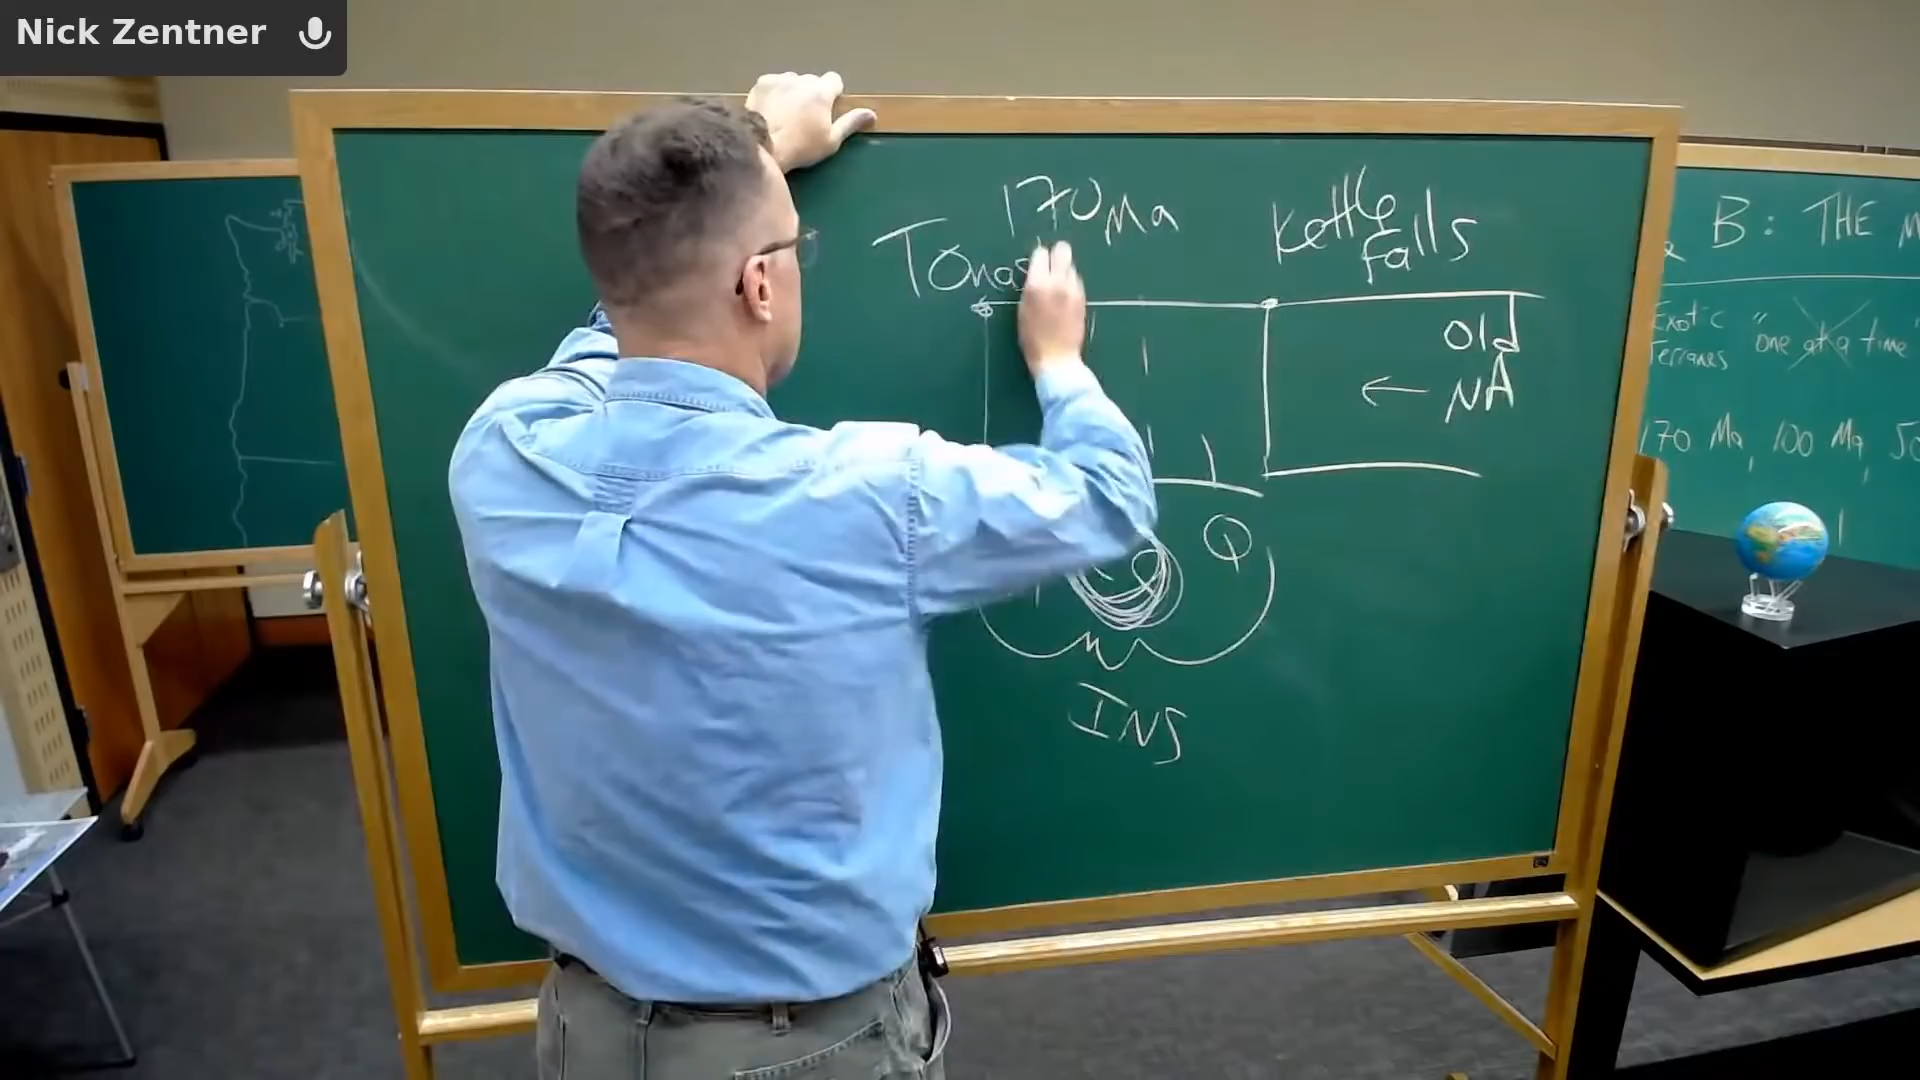 Nick Zentner
170 Ma
Kettle
Falls
Old
NA
Q
INS
B: THE
Exotic "one at a time"
Terranes
170 Ma, 100 Ma, 50